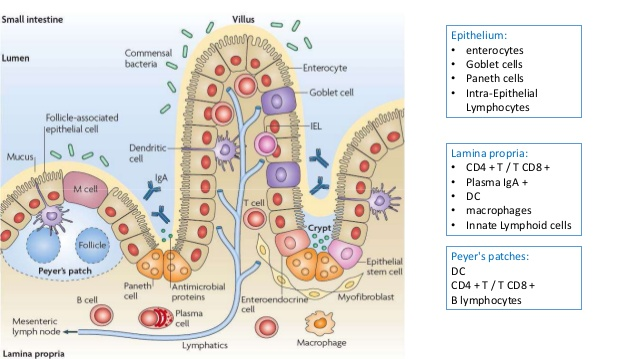 Small intestine
Villus
Commensal
bacteria
Lumen
Enterocyte
Goblet cell
Follicle-associated
epithelial cell
IEL
Dendritic
cell
Mucus
IgA
M cell
T cell
Crypt
Follicle
Peyer's patch
Epithelial
stem cell
Paneth
cell
Antimicrobial
proteins
Enteroendocrine
cell
Myofibroblast
B cell
Plasma
cell
Mesenteric
lymph node
Lymphatics
Macrophage
Lamina propria
Epithelium:
• enterocytes
• Goblet cells
• Paneth cells
• Intra-Epithelial
Lymphocytes
Lamina propria:
• CD4 + T / T CD8 +
• Plasma IgA +
• DC
• macrophages
• Innate Lymphoid cells
Peyer's patches:
DC
CD4 + T / T CD8 +
B lymphocytes